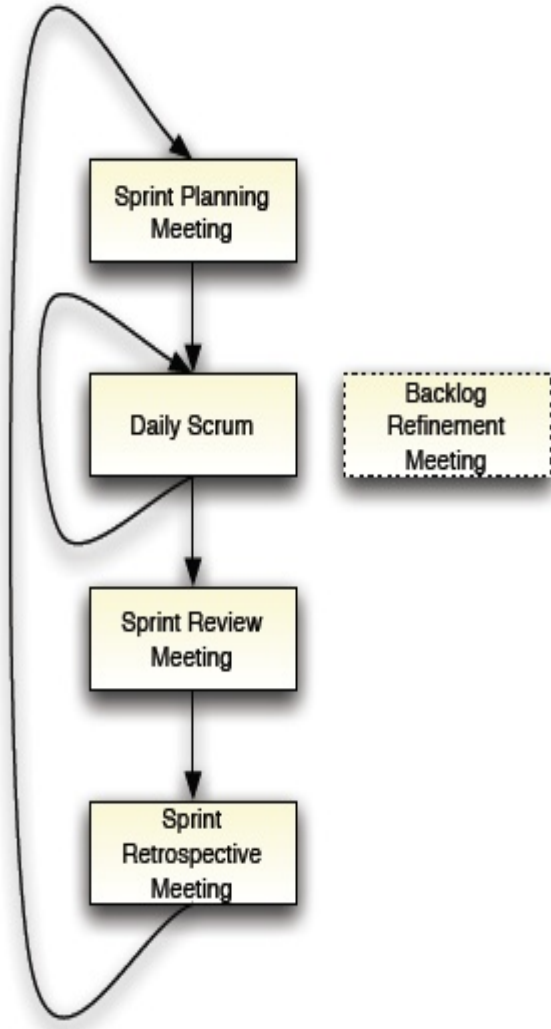 Sprint Planning
Meeting
Daily Scrum
Backlog
Refinement
Meeting
Sprint Review
Meeting
Sprint
Retrospective
Meeting